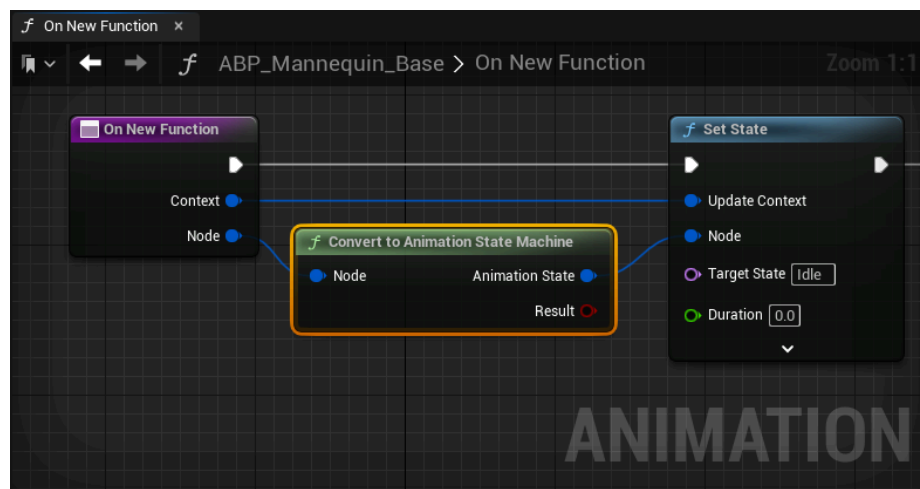 On New Function ×
ABP_Mannequin_Base > On New Function
Zoom 1:1
On New Function
Context
Node
Convert to Animation State Machine
Node
Animation State
Result
Set State
Update Context
Node
Target State Idle
Duration 0.0
ANIMATION